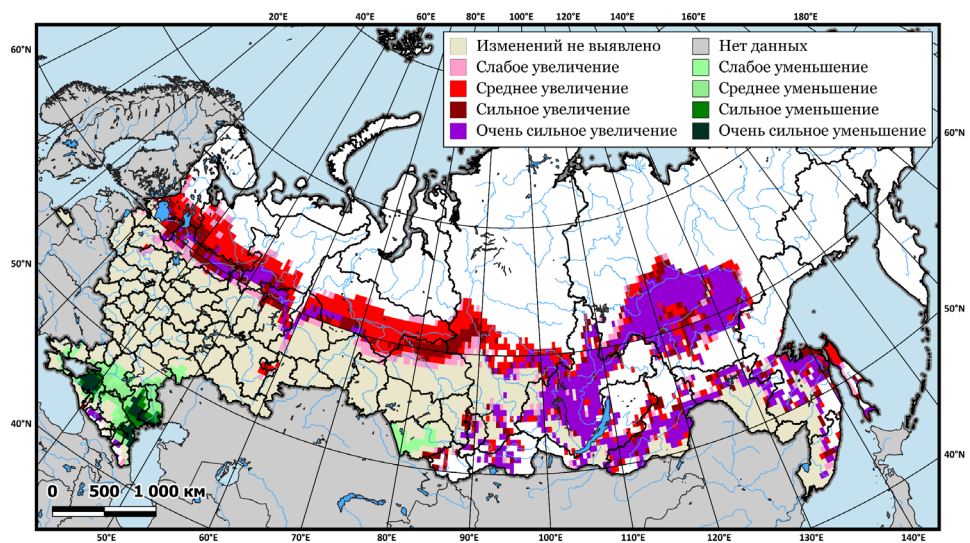 20°E 40°E 60°E 80°E 100°E 120°E 140°E 160°E 180°E
60°N
Изменений не выявлено
Слабое увеличение
Среднее увеличение
Сильное увеличение
Очень сильное увеличение
Нет данных
Слабое уменьшение
Среднее уменьшение
Сильное уменьшение
Очень сильное уменьшение
60°N
50°N
50°N
40°N
40°N
0 500 1 000 км
50°E 60°E 70°E 80°E 90°E 100°E 110°E 120°E 130°E 140°E